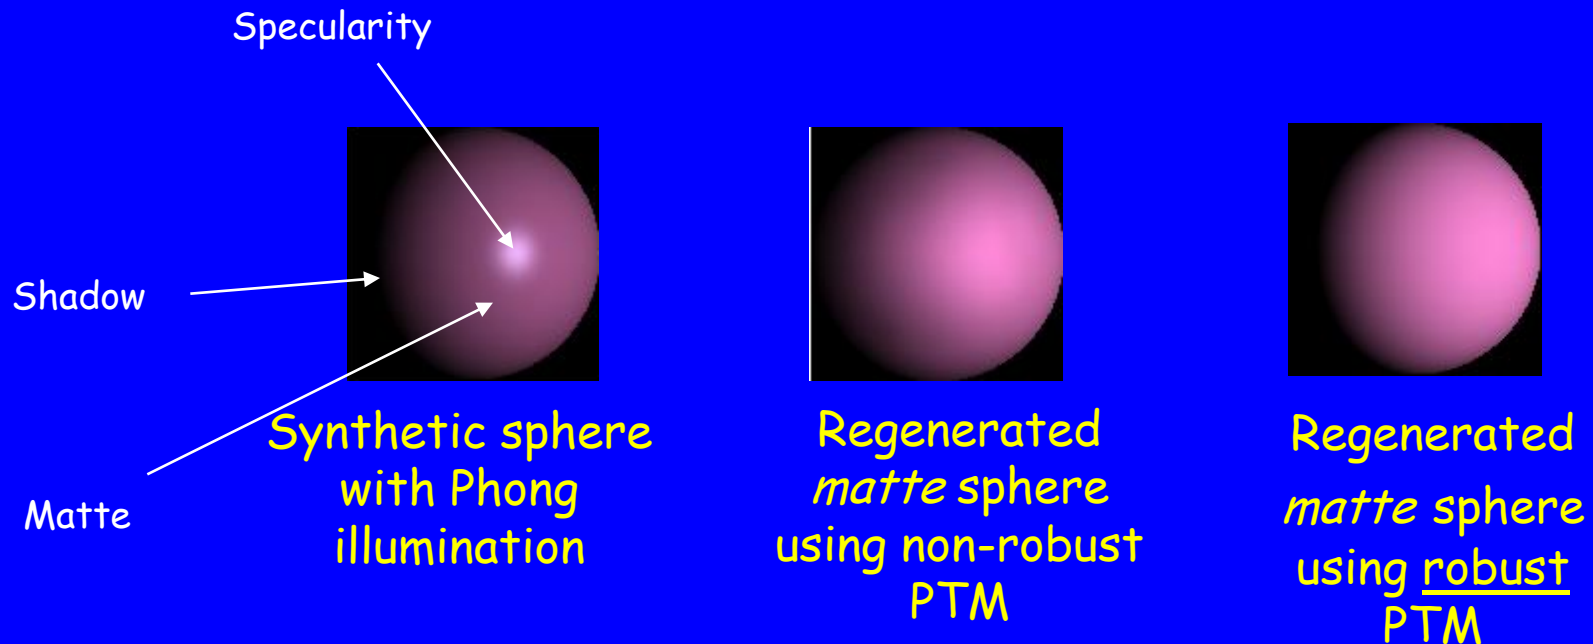 Specularity
Shadow
Matte
Synthetic sphere
with Phong
illumination
Regenerated
matte sphere
using non-robust
PTM
Regenerated
matte sphere
using robust
PTM